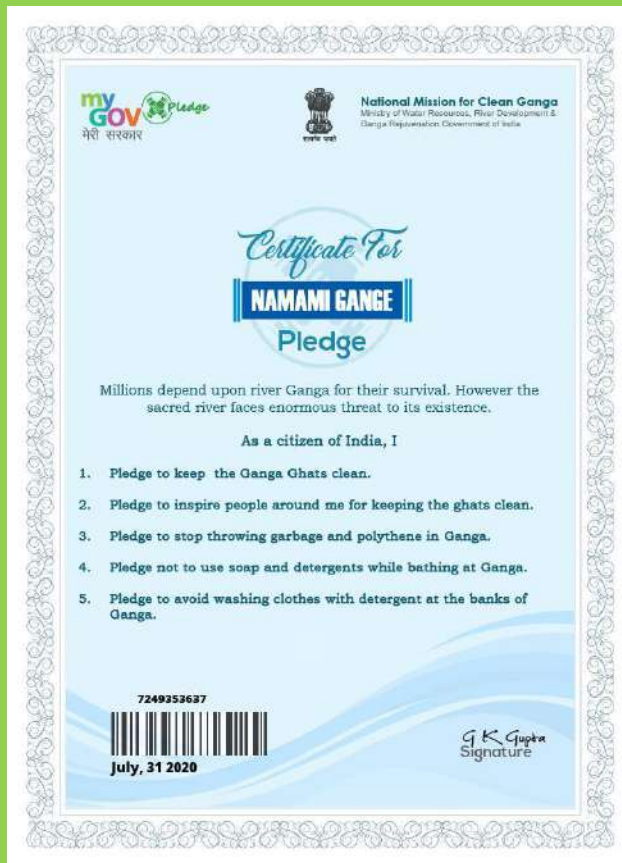 my
GOV Pledge
मेरी सरकार
सत्यमेव जयते
National Mission for Clean Ganga
Ministry of Water Resources, River Development &
Ganga Rejuvenation Government of India
Certificate For
NAMAMI GANGE
Pledge
Millions depend upon river Ganga for their survival. However the
sacred river faces enormous threat to its existence.
As a citizen of India, I
1. Pledge to keep the Ganga Ghats clean.
2. Pledge to inspire people around me for keeping the ghats clean.
3. Pledge to stop throwing garbage and polythene in Ganga.
4. Pledge not to use soap and detergents while bathing at Ganga.
5. Pledge to avoid washing clothes with detergent at the banks of
Ganga.
7249353637
July, 31 2020
G K Gupta
Signature